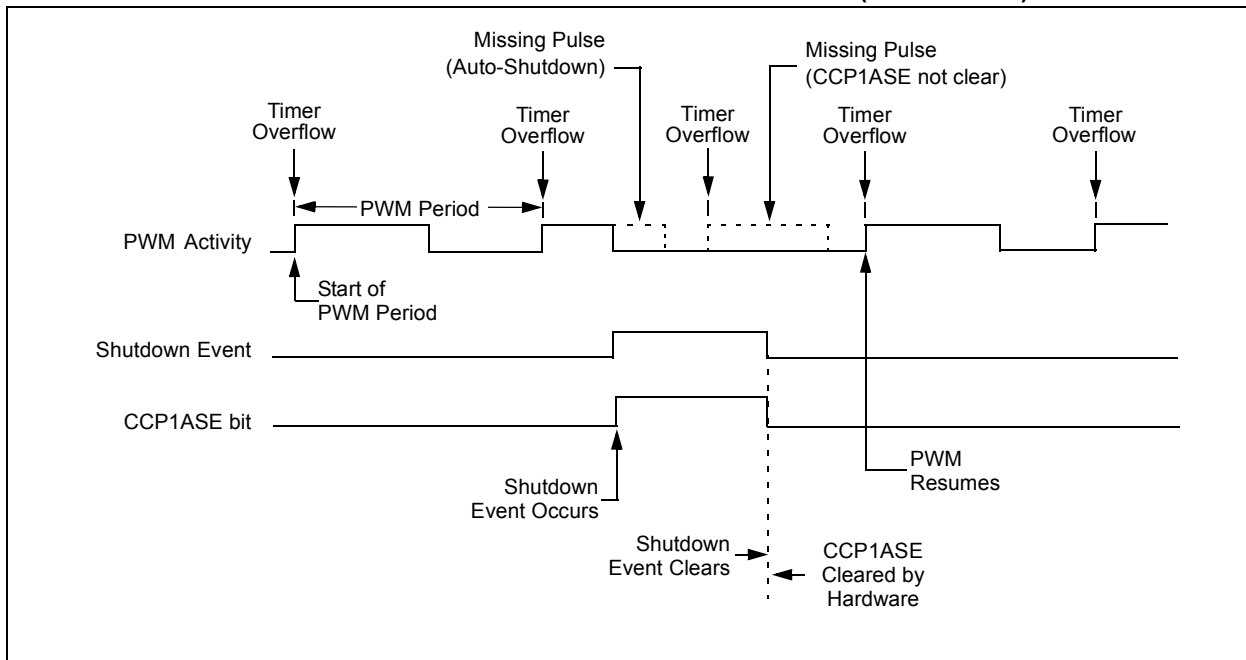 Missing Pulse
(Auto-Shutdown)
Missing Pulse
(CCP1ASE not clear)
Timer
Overflow
Timer
Overflow
Timer
Overflow
Timer
Overflow
Timer
Overflow
PWM Period
PWM Activity
Start of
PWM Period
Shutdown Event
CCP1ASE bit
Shutdown
Event Occurs
PWM
Resumes
Shutdown
Event Clears
CCP1ASE
Cleared by
Hardware